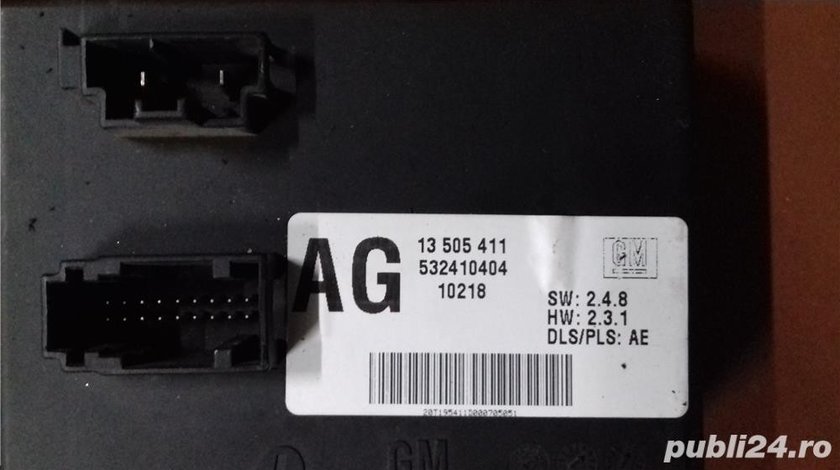 AG
13 505 411
532410404
10218
GM
SW: 2.4.8
HW: 2.3.1
DLS/PLS: AE
20T195411D000705051
GM
publi24.ro